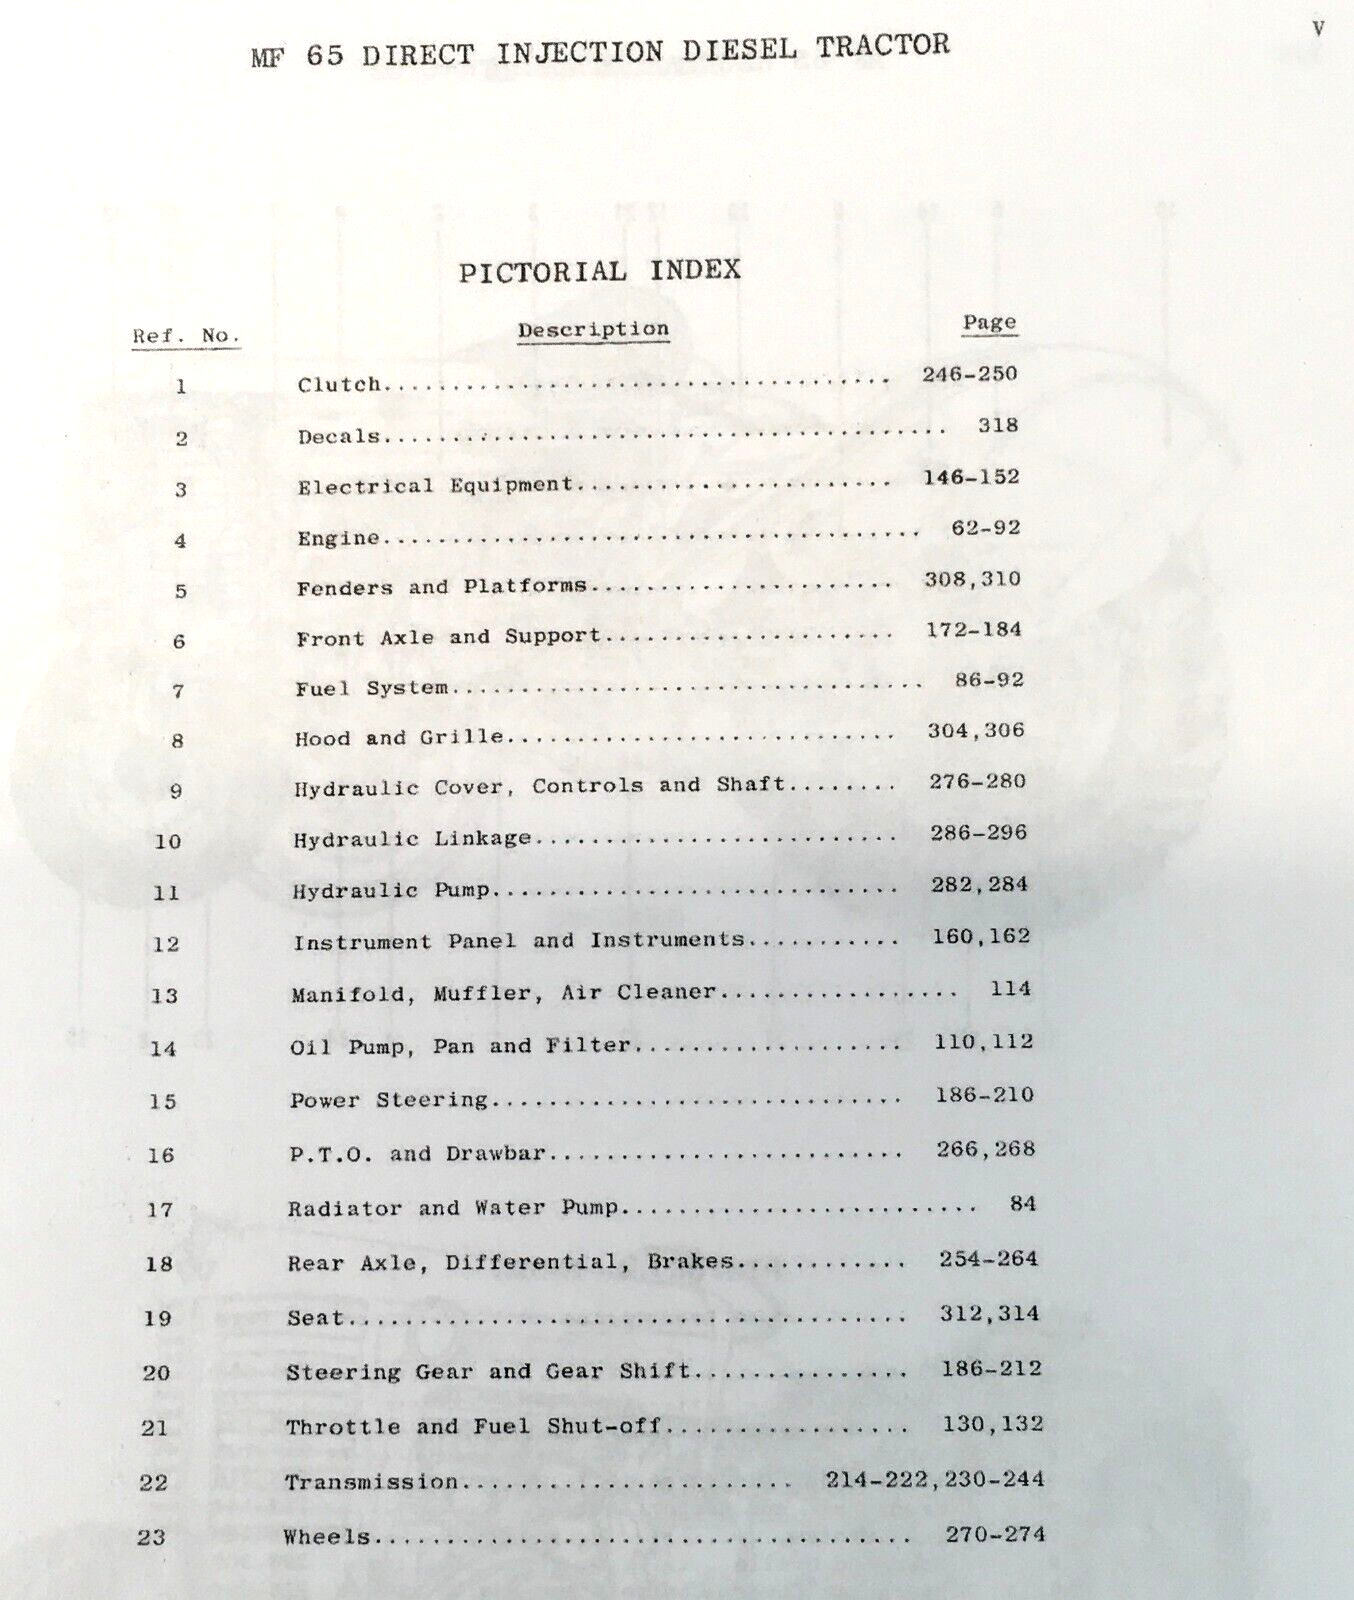 V
MF 65 DIRECT INJECTION DIESEL TRACTOR
PICTORIAL INDEX
Ref. No. Description Page
1 Clutch..................................... 246-250
2 Decals......................................... 318
3 Electrical Equipment....................... 146-152
4 Engine....................................... 62-92
5 Fenders and Platforms...................... 308,310
6 Front Axle and Support..................... 172-184
7 Fuel System.................................. 86-92
8 Hood and Grille............................ 304,306
9 Hydraulic Cover, Controls and Shaft........ 276-280
10 Hydraulic Linkage.......................... 286-296
11 Hydraulic Pump............................. 282,284
12 Instrument Panel and Instruments........... 160,162
13 Manifold, Muffler, Air Cleaner................. 114
14 Oil Pump, Pan and Filter................... 110,112
15 Power Steering............................. 186-210
16 P.T.O. and Drawbar......................... 266,268
17 Radiator and Water Pump......................... 84
18 Rear Axle, Differential, Brakes............ 254-264
19 Seat....................................... 312,314
20 Steering Gear and Gear Shift............... 186-212
21 Throttle and Fuel Shut-off................. 130,132
22 Transmission....................... 214-222,230-244
23 Wheels..................................... 270-274